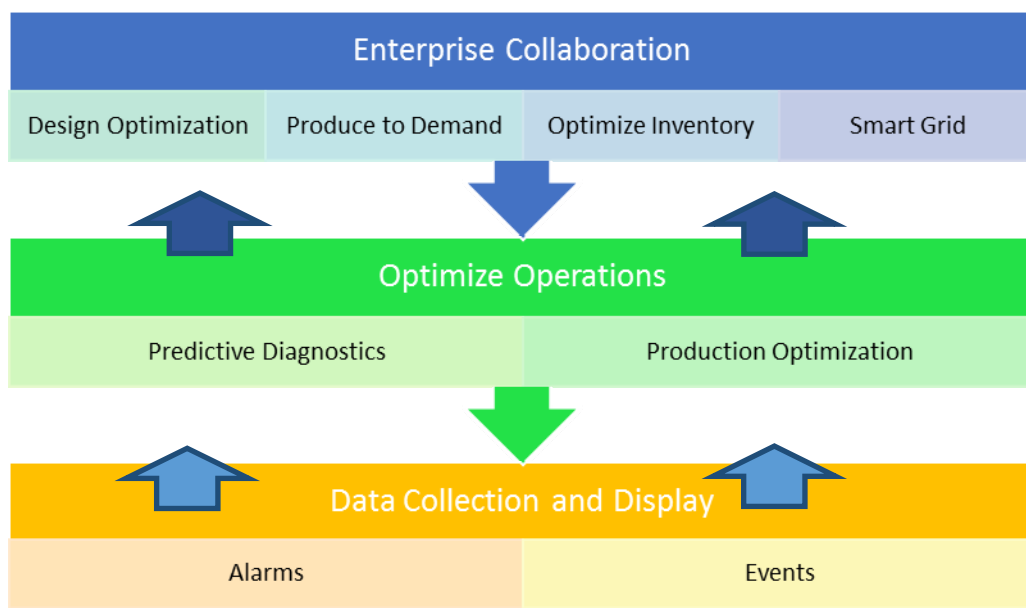 Enterprise Collaboration
Design Optimization
Produce to Demand
Optimize Inventory
Smart Grid
Optimize Operations
Predictive Diagnostics
Production Optimization
Data Collection and Display
Alarms
Events